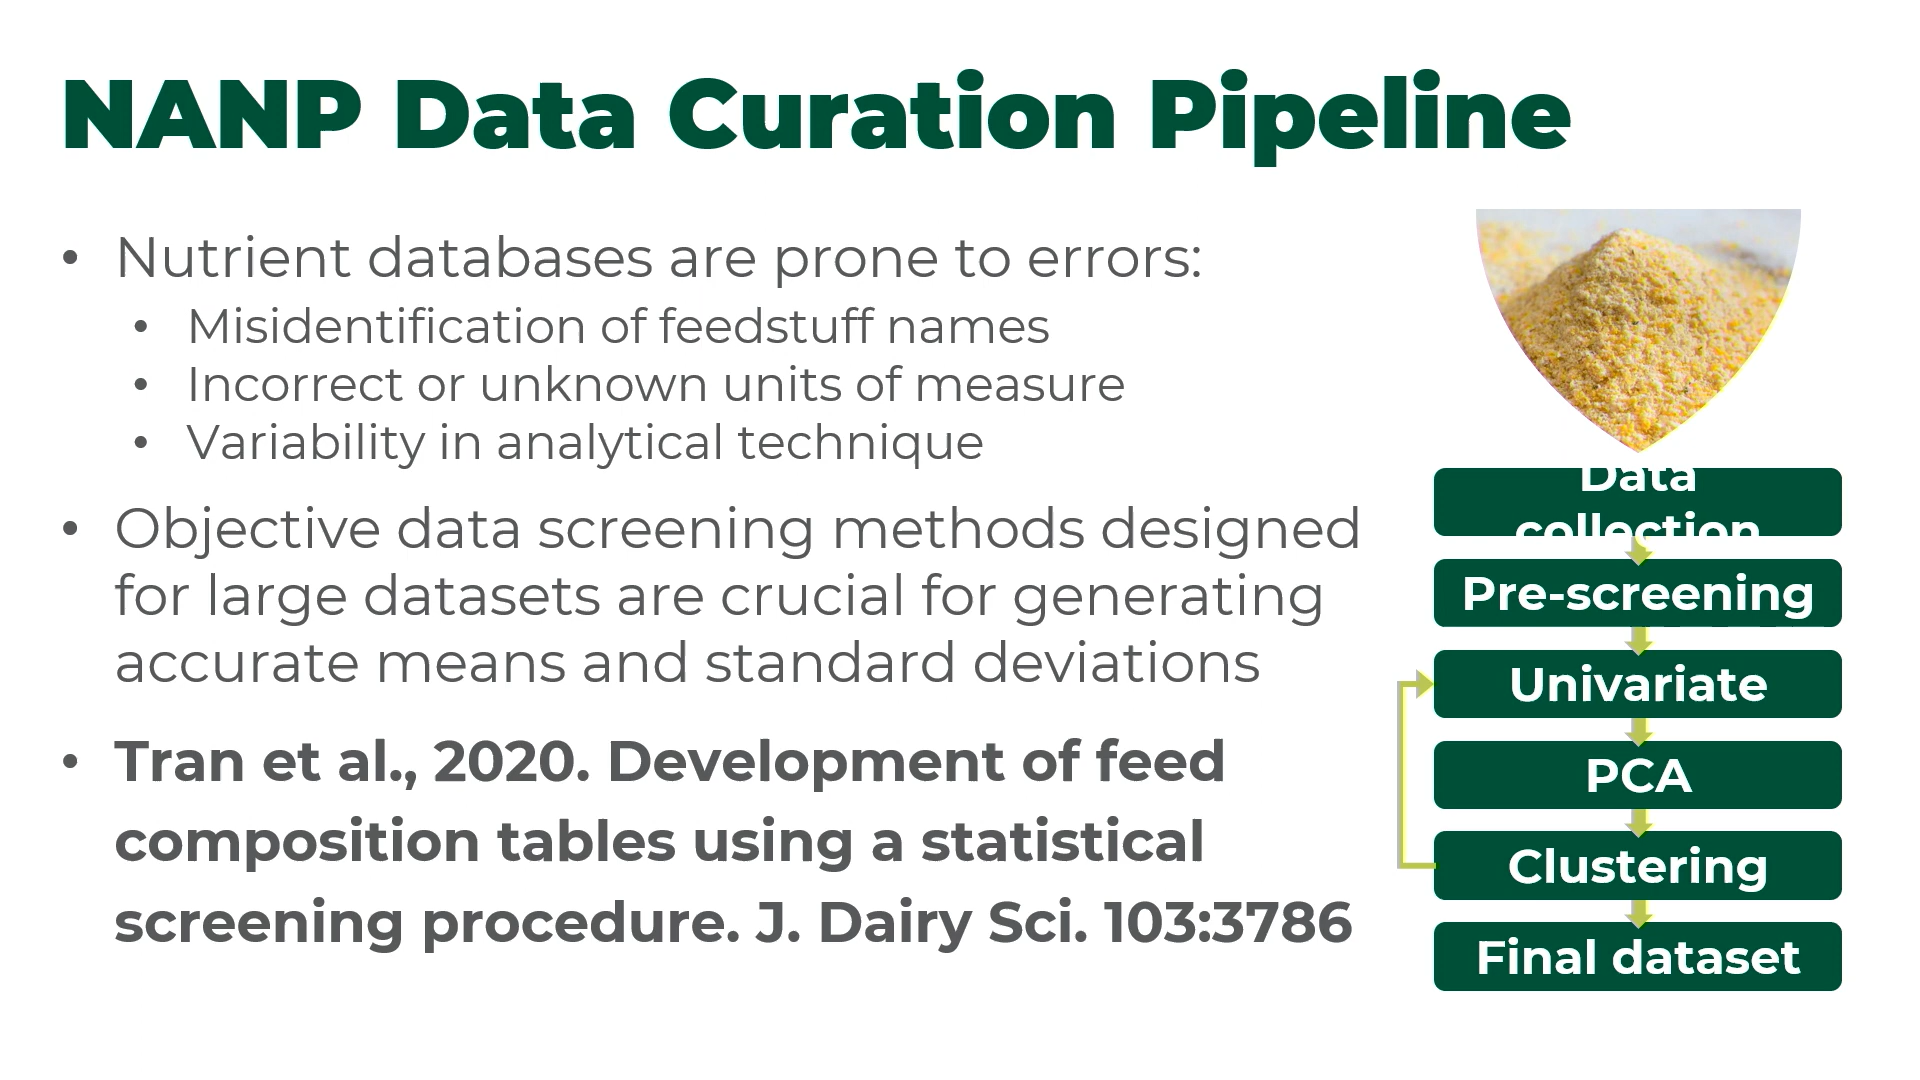 NANP Data Curation Pipeline
• Nutrient databases are prone to errors:
• Misidentification of feedstuff names
• Incorrect or unknown units of measure
• Variability in analytical technique
• Objective data screening methods designed
for large datasets are crucial for generating
accurate means and standard deviations
• Tran et al., 2020. Development of feed
composition tables using a statistical
screening procedure. J. Dairy Sci. 103:3786
Data
collection
Pre-screening
Univariate
PCA
Clustering
Final dataset